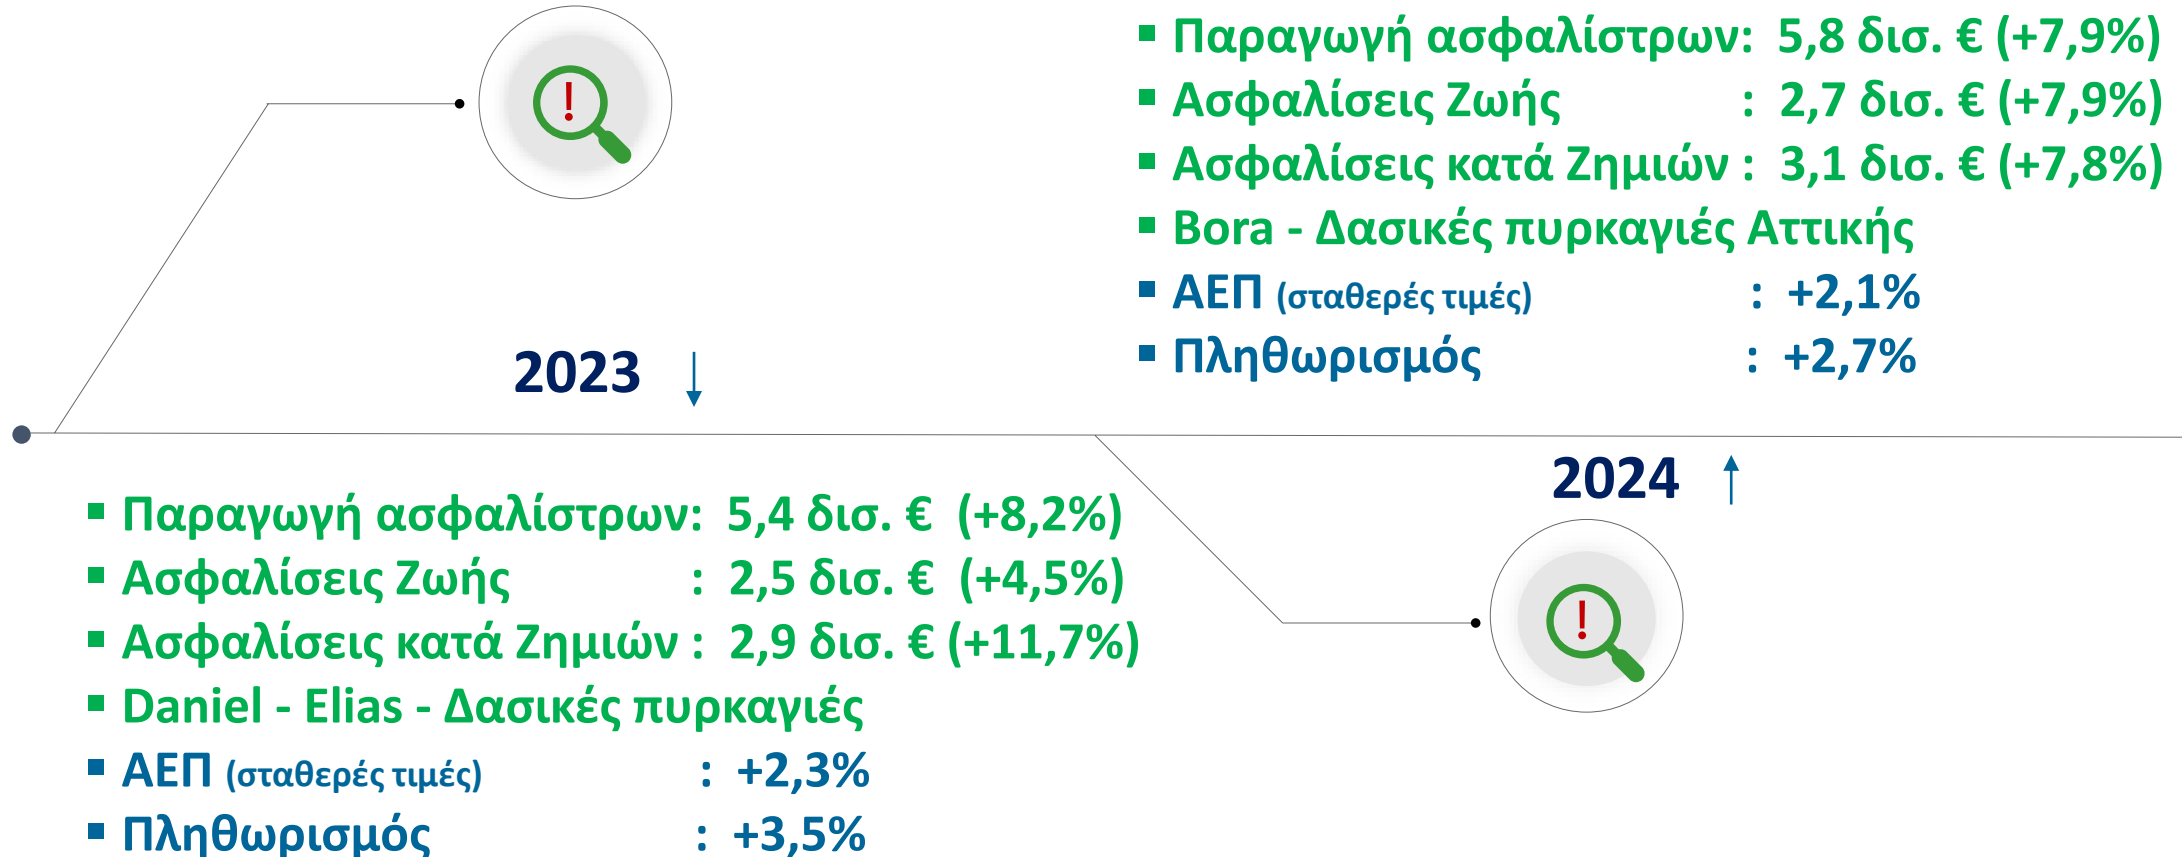 2023
▪ Παραγωγή ασφαλίστρων: 5,4 δισ. € (+8,2%)
▪ Ασφαλίσεις Ζωής : 2,5 δισ. € (+4,5%)
▪ Ασφαλίσεις κατά Ζημιών : 2,9 δισ. € (+11,7%)
▪ Daniel - Elias - Δασικές πυρκαγιές
▪ ΑΕΠ (σταθερές τιμές) : +2,3%
▪ Πληθωρισμός : +3,5%
▪ Παραγωγή ασφαλίστρων: 5,8 δισ. € (+7,9%)
▪ Ασφαλίσεις Ζωής : 2,7 δισ. € (+7,9%)
▪ Ασφαλίσεις κατά Ζημιών : 3,1 δισ. € (+7,8%)
▪ Bora - Δασικές πυρκαγιές Αττικής
▪ ΑΕΠ (σταθερές τιμές) : +2,1%
▪ Πληθωρισμός : +2,7%
2024